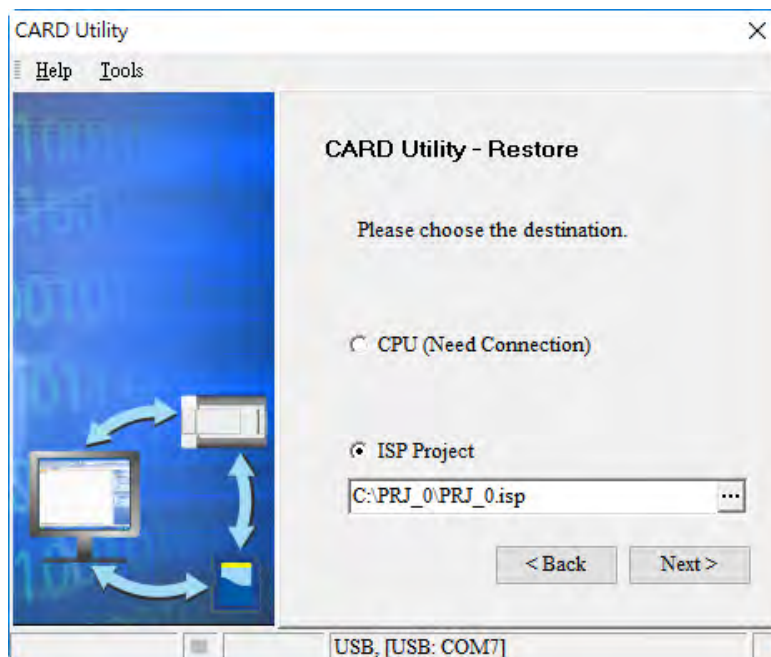 CARD Utility
Help Tools
CARD Utility - Restore
Please choose the destination.
CPU (Need Connection)
ISP Project
C:\PRJ_0\PRJ_0.isp
...
< Back Next >
USB, [USB: COM7]